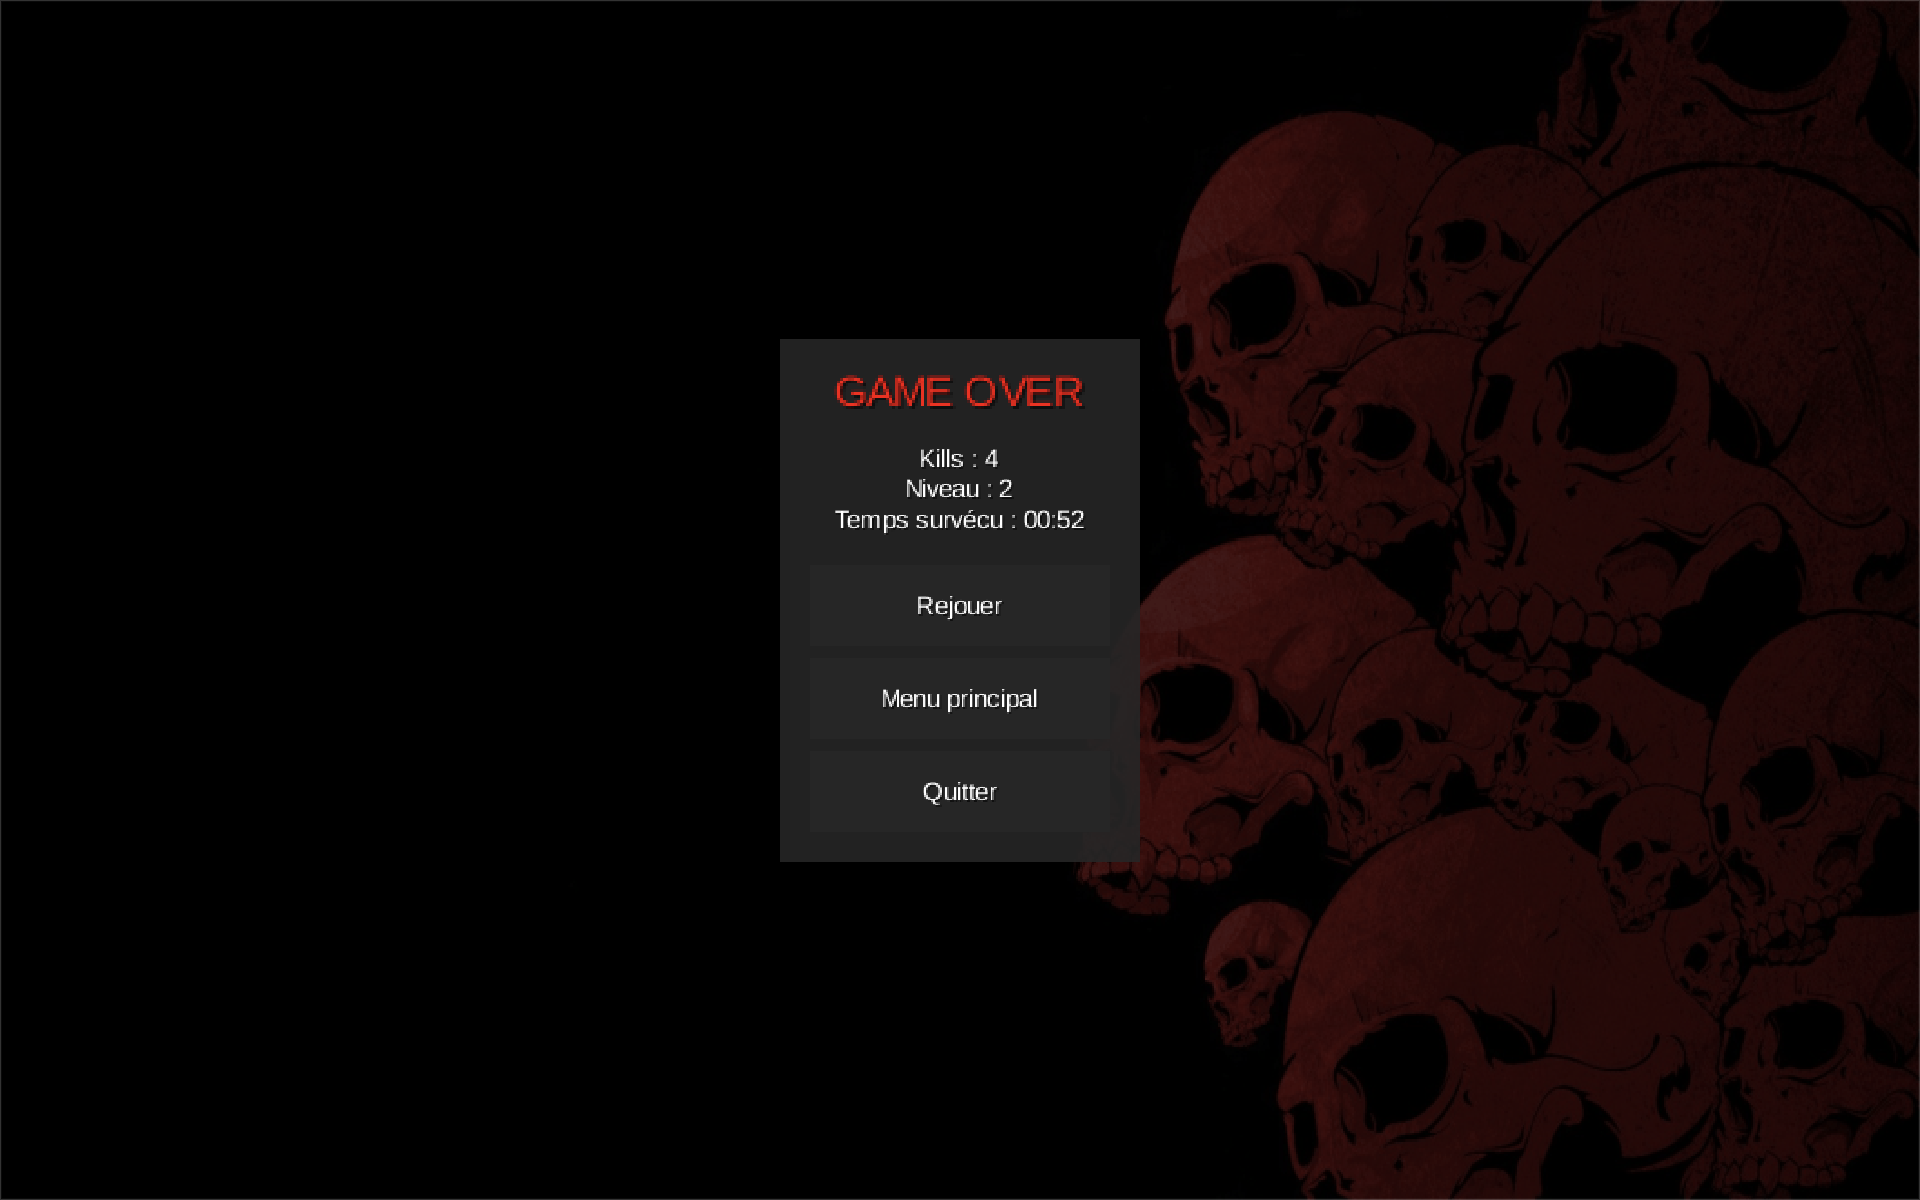 GAME OVER
Kills : 4
Niveau : 2
Temps survécu : 00:52
Rejouer
Menu principal
Quitter